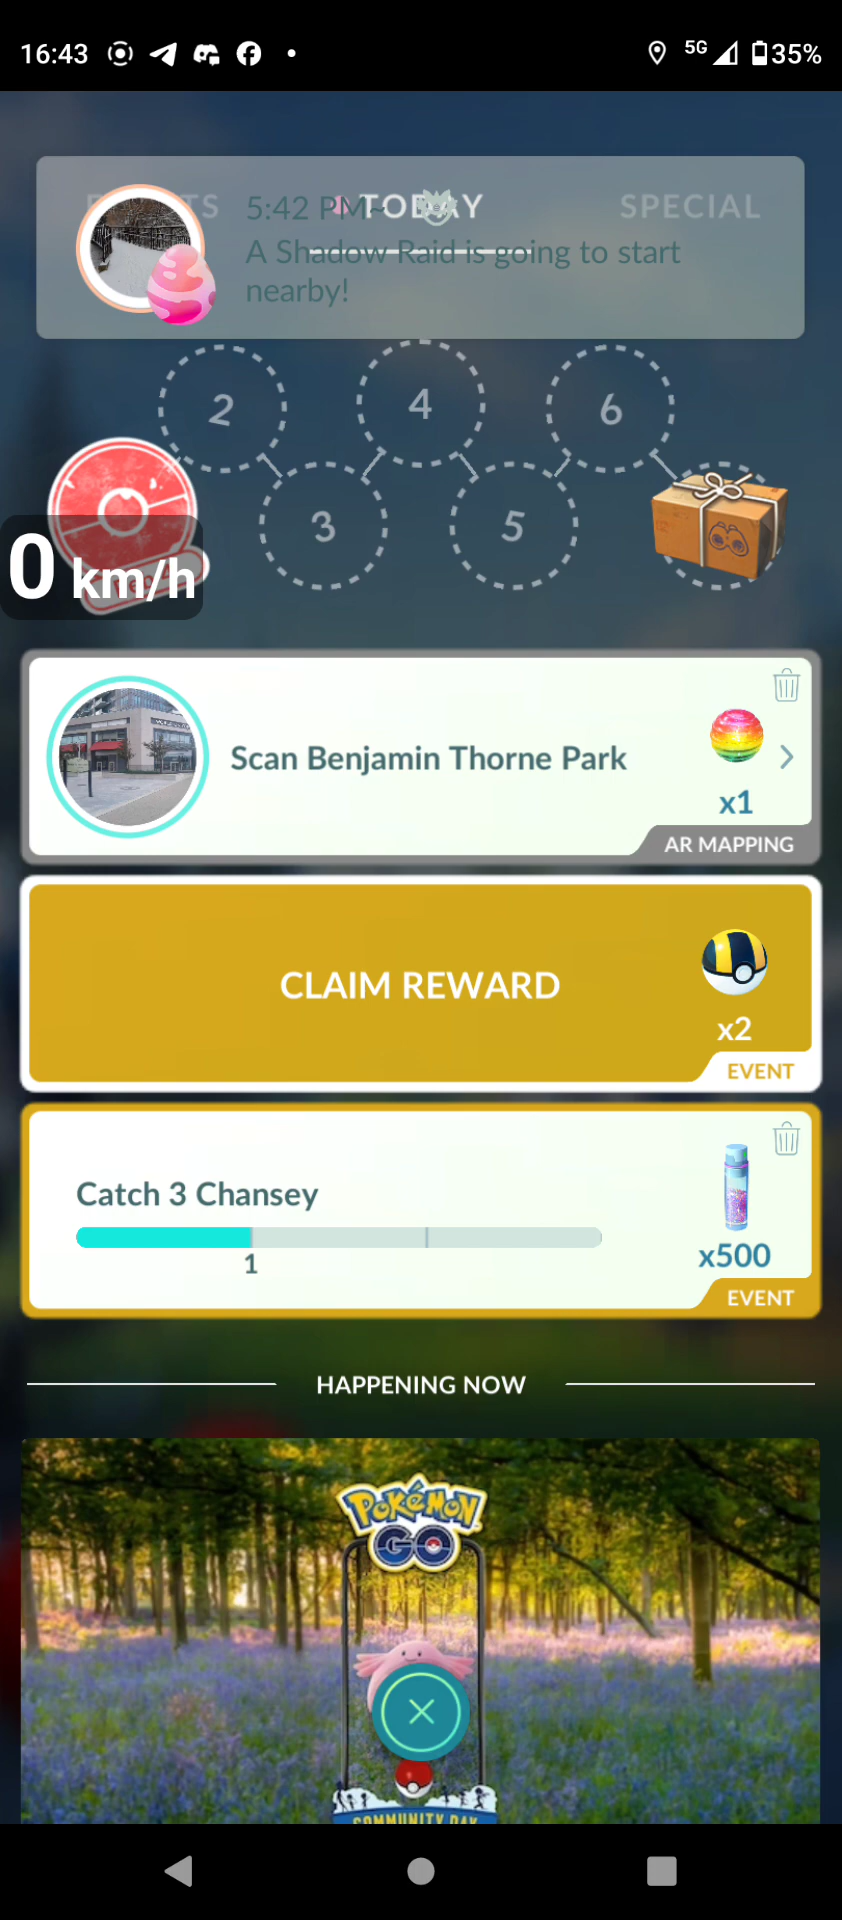 16:43
5G
35%
TODAY
SPECIAL
5:42 PM~
A Shadow Raid is going to start
nearby!
2
4
6
3
5
0 km/h
Scan Benjamin Thorne Park
x1
AR MAPPING
CLAIM REWARD
x2
EVENT
Catch 3 Chansey
1
x500
EVENT
HAPPENING NOW
POKéMON
GO
COMMUNITY DAY